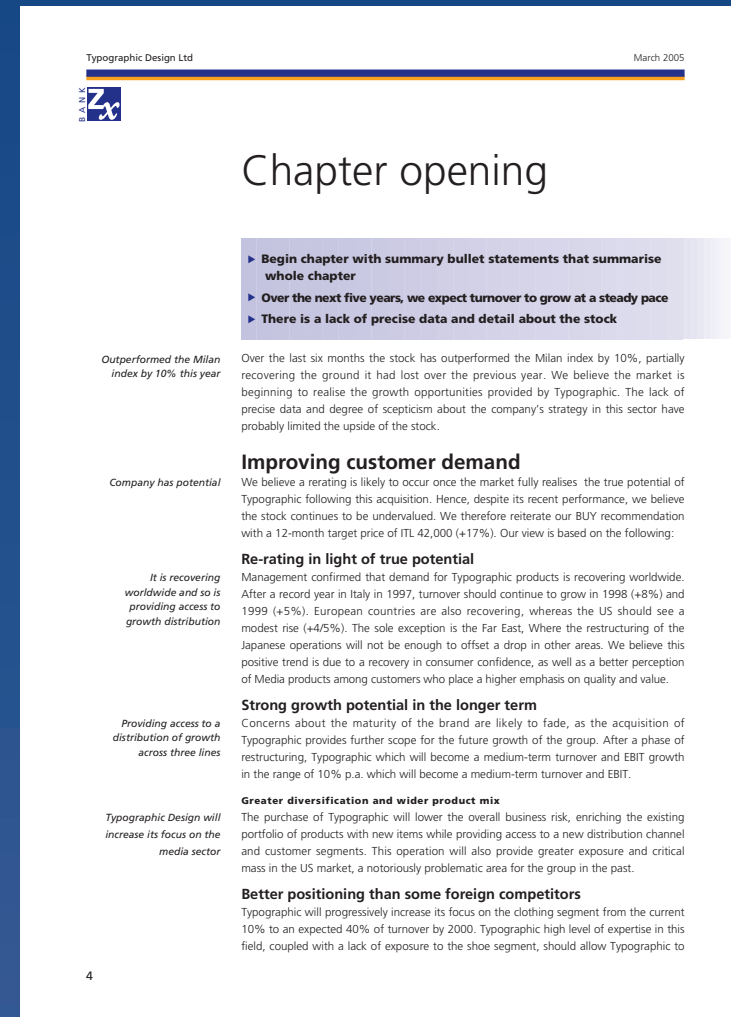 Typographic Design Ltd
March 2005
BANK
Zx
Chapter opening
▶ Begin chapter with summary bullet statements that summarise
whole chapter
▶ Over the next five years, we expect turnover to grow at a steady pace
▶ There is a lack of precise data and detail about the stock
Outperformed the Milan
index by 10% this year
Over the last six months the stock has outperformed the Milan index by 10%, partially
recovering the ground it had lost over the previous year. We believe the market is
beginning to realise the growth opportunities provided by Typographic. The lack of
precise data and degree of scepticism about the company's strategy in this sector have
probably limited the upside of the stock.
Improving customer demand
Company has potential
We believe a rerating is likely to occur once the market fully realises the true potential of
Typographic following this acquisition. Hence, despite its recent performance, we believe
the stock continues to be undervalued. We therefore reiterate our BUY recommendation
with a 12-month target price of ITL 42,000 (+17%). Our view is based on the following:
Re-rating in light of true potential
It is recovering
worldwide and so is
providing access to
growth distribution
Management confirmed that demand for Typographic products is recovering worldwide.
After a record year in Italy in 1997, turnover should continue to grow in 1998 (+8%) and
1999 (+5%). European countries are also recovering, whereas the US should see a
modest rise (+4/5%). The sole exception is the Far East, Where the restructuring of the
Japanese operations will not be enough to offset a drop in other areas. We believe this
positive trend is due to a recovery in consumer confidence, as well as a better perception
of Media products among customers who place a higher emphasis on quality and value.
Strong growth potential in the longer term
Providing access to a
distribution of growth
across three lines
Concerns about the maturity of the brand are likely to fade, as the acquisition of
Typographic provides further scope for the future growth of the group. After a phase of
restructuring, Typographic which will become a medium-term turnover and EBIT growth
in the range of 10% p.a. which will become a medium-term turnover and EBIT.
Greater diversification and wider product mix
Typographic Design will
increase its focus on the
media sector
The purchase of Typographic will lower the overall business risk, enriching the existing
portfolio of products with new items while providing access to a new distribution channel
and customer segments. This operation will also provide greater exposure and critical
mass in the US market, a notoriously problematic area for the group in the past.
Better positioning than some foreign competitors
Typographic will progressively increase its focus on the clothing segment from the current
10% to an expected 40% of turnover by 2000. Typographic high level of expertise in this
field, coupled with a lack of exposure to the shoe segment, should allow Typographic to
4